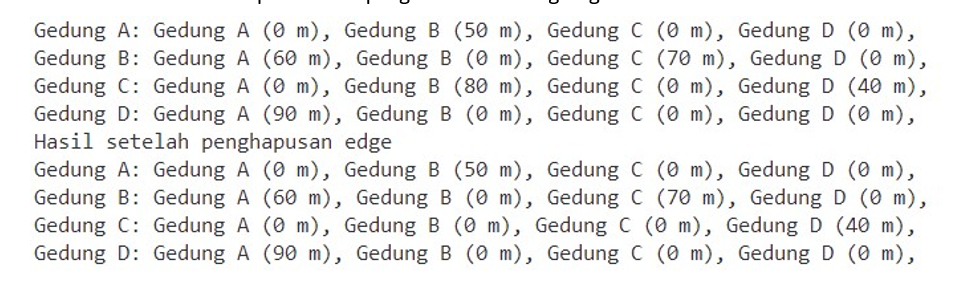 Gedung A: Gedung A (0 m), Gedung B (50 m), Gedung C (0 m), Gedung D (0 m),
Gedung B: Gedung A (60 m), Gedung B (0 m), Gedung C (70 m), Gedung D (0 m),
Gedung C: Gedung A (0 m), Gedung B (80 m), Gedung C (0 m), Gedung D (40 m),
Gedung D: Gedung A (90 m), Gedung B (0 m), Gedung C (0 m), Gedung D (0 m),
Hasil setelah penghapusan edge
Gedung A: Gedung A (0 m), Gedung B (50 m), Gedung C (0 m), Gedung D (0 m),
Gedung B: Gedung A (60 m), Gedung B (0 m), Gedung C (70 m), Gedung D (0 m),
Gedung C: Gedung A (0 m), Gedung B (0 m), Gedung C (0 m), Gedung D (40 m),
Gedung D: Gedung A (90 m), Gedung B (0 m), Gedung C (0 m), Gedung D (0 m),